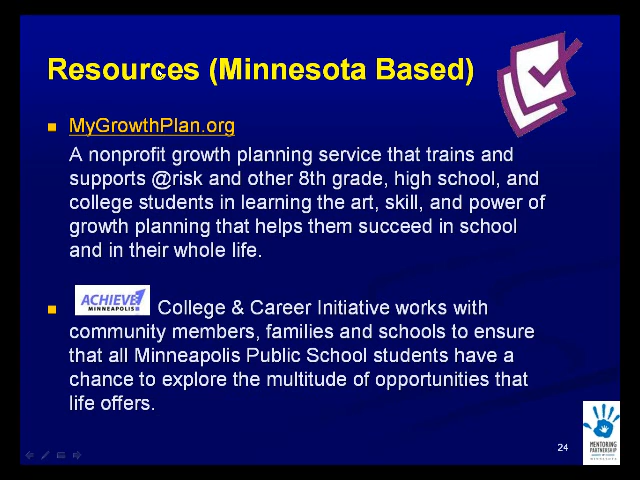 Resources (Minnesota Based)
MyGrowthPlan.org
A nonprofit growth planning service that trains and
supports @risk and other 8th grade, high school, and
college students in learning the art, skill, and power of
growth planning that helps them succeed in school
and in their whole life.
ACHIEVE
MINNEAPOLIS
College & Career Initiative works with
community members, families and schools to ensure
that all Minneapolis Public School students have a
chance to explore the multitude of opportunities that
life offers.
24
MENTORING
PARTNERSHIP